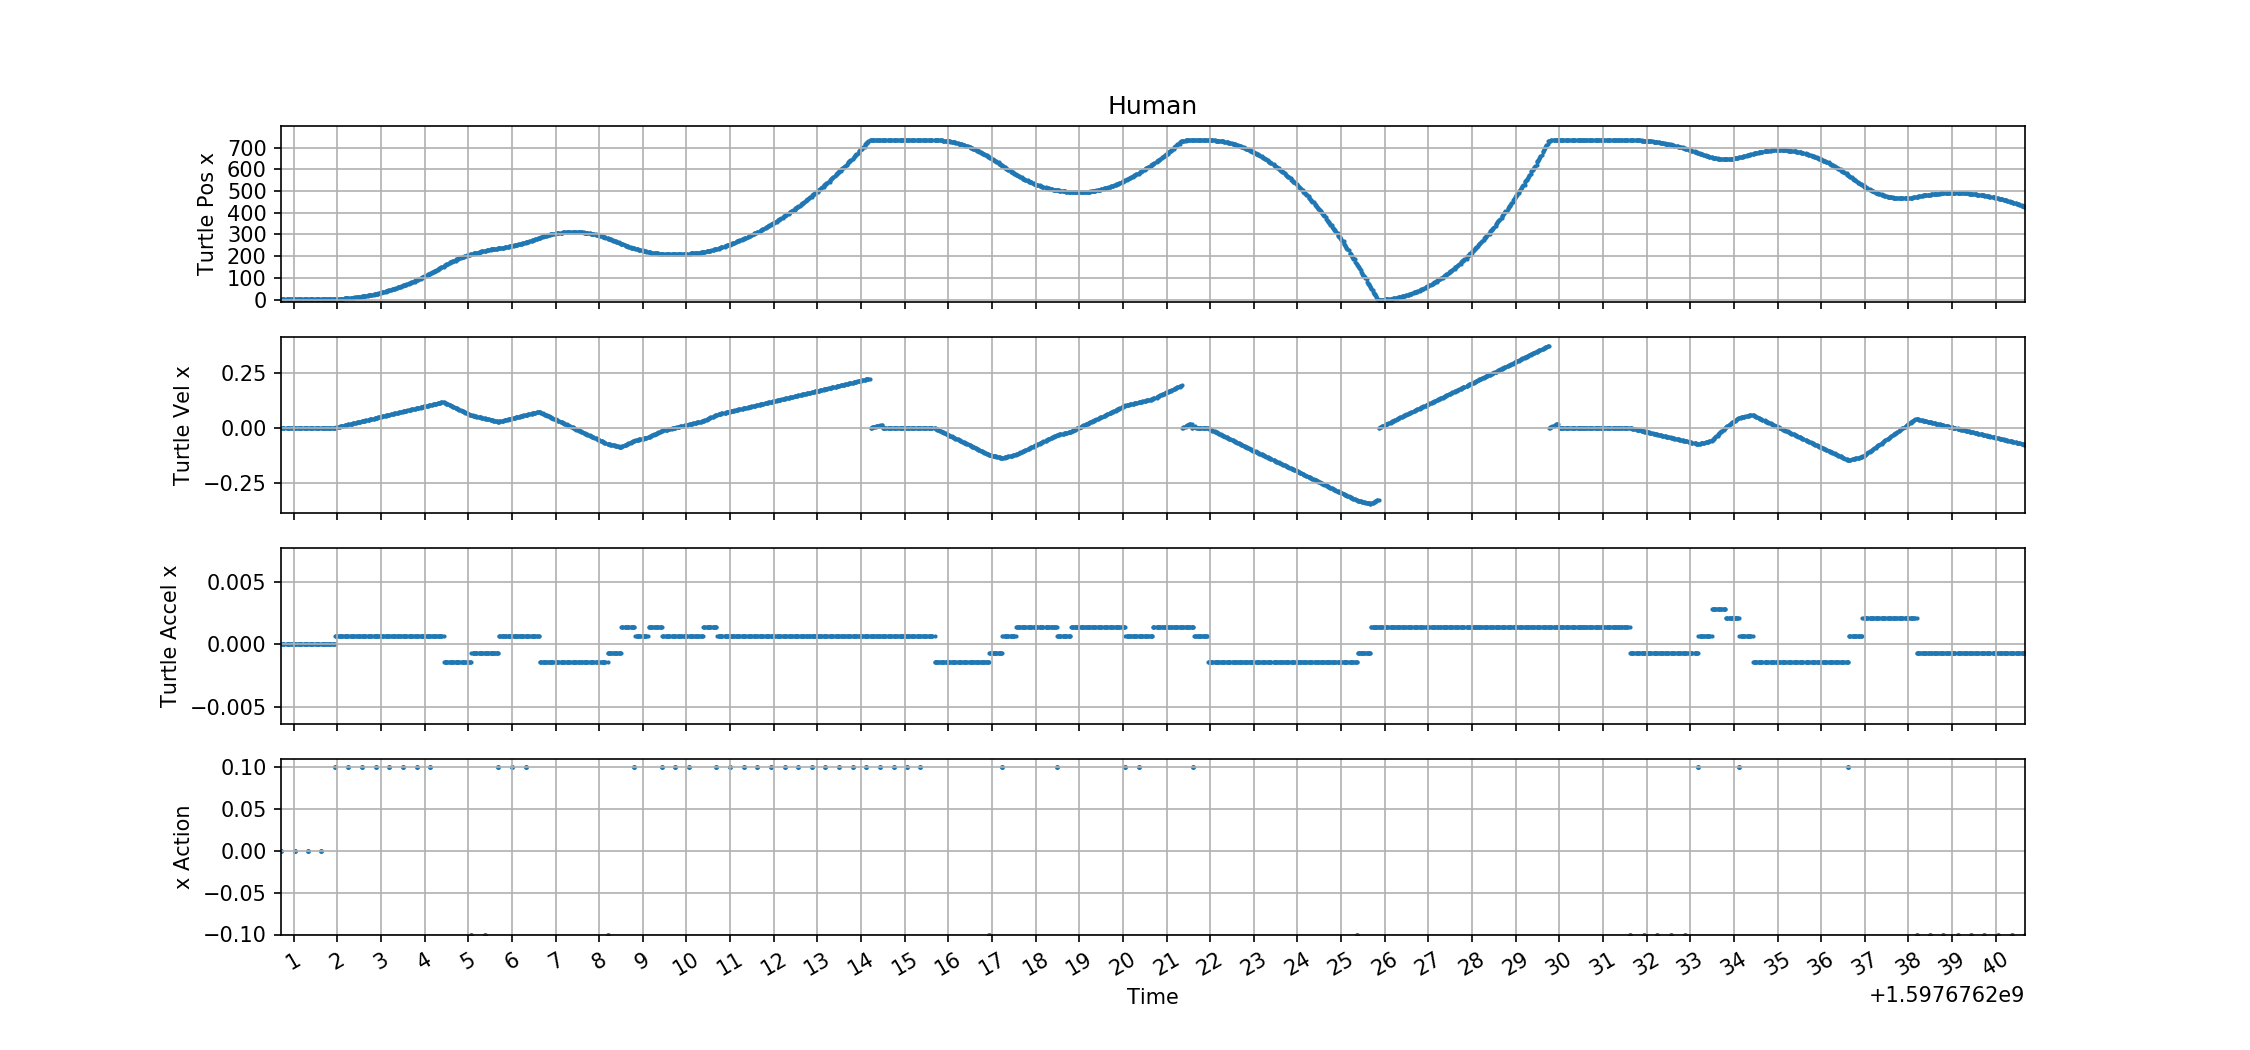 Human
Turtle Pos x
700
600
500
400
300
200
100
0
Turtle Vel x
0.25
0.00
−0.25
Turtle Accel x
0.005
0.000
−0.005
x Action
0.10
0.05
0.00
−0.05
−0.10
1 2 3 4 5 6 7 8 9 10 11 12 13 14 15 16 17 18 19 20 21 22 23 24 25 26 27 28 29 30 31 32 33 34 35 36 37 38 39 40
Time
+1.5976762e9